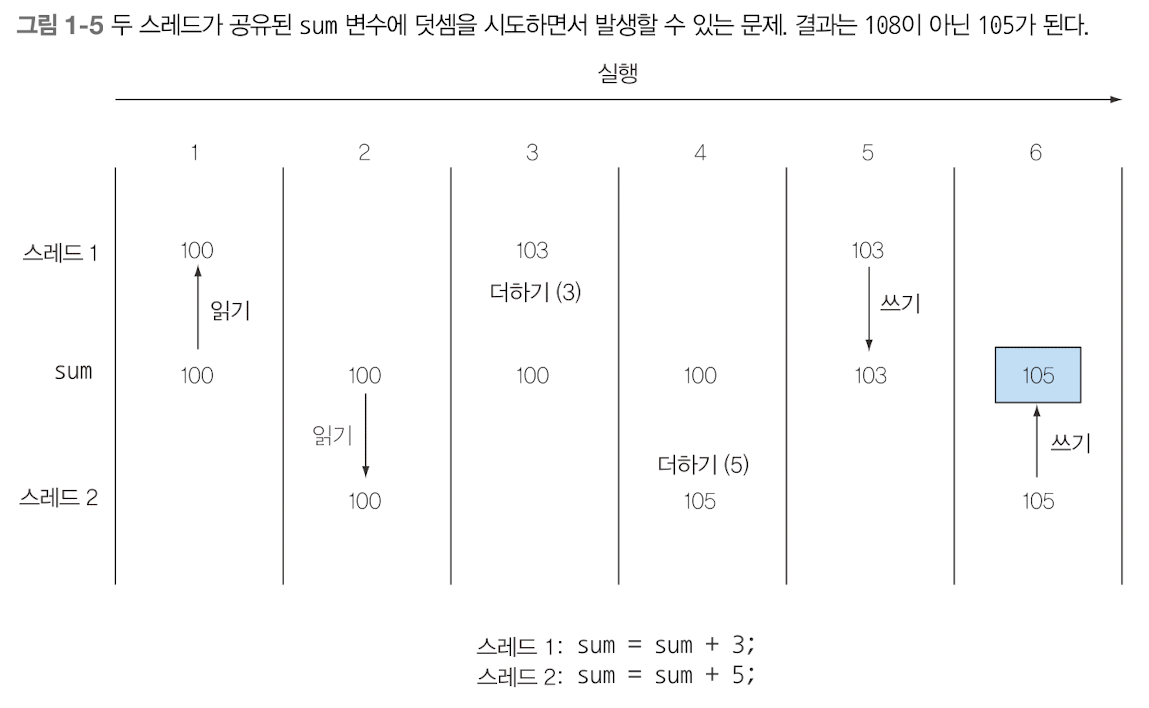 그림 1-5 두 스레드가 공유된 sum 변수에 덧셈을 시도하면서 발생할 수 있는 문제. 결과는 108이 아닌 105가 된다.
실행
1 2 3 4 5 6
스레드 1 100 103 103
더하기 (3)
읽기 쓰기
sum 100 100 100 100 103 105
읽기 쓰기
더하기 (5)
스레드 2 100 105 105
스레드 1: sum = sum + 3;
스레드 2: sum = sum + 5;